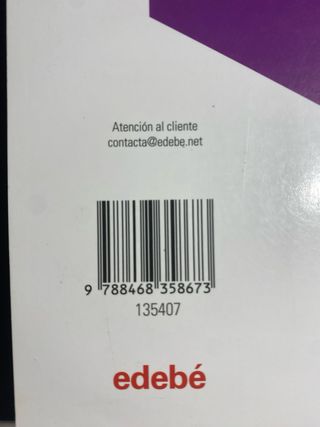 Atención al cliente
contacta@edebe.net
9 788468 358673
135407
edebé